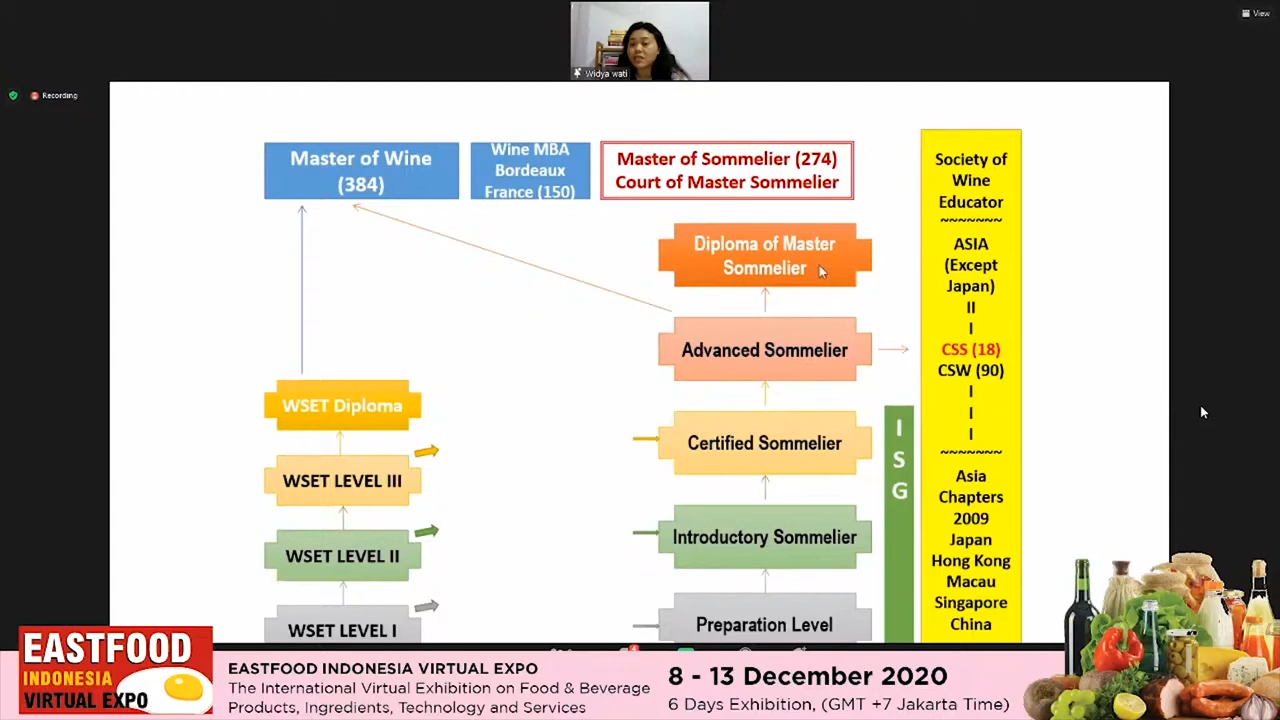 View
Widya wati
Recording
Master of Wine
(384)
Wine MBA
Bordeaux
France (150)
Master of Sommelier (274)
Court of Master Sommelier
Society of
Wine
Educator
~~~~~~~
ASIA
(Except
Japan)
II
I
CSS (18)
CSW (90)
I
I
I
~~~~~~~
Asia
Chapters
2009
Japan
Hong Kong
Macau
Singapore
China
Diploma of Master
Sommelier
Advanced Sommelier
WSET Diploma
Certified Sommelier
I
S
G
WSET LEVEL III
Introductory Sommelier
WSET LEVEL II
Preparation Level
WSET LEVEL I
4
EASTFOOD
INDONESIA
VIRTUAL EXPO
EASTFOOD INDONESIA VIRTUAL EXPO
The International Virtual Exhibition on Food & Beverage
Products, Ingredients, Technology and Services
8 - 13 December 2020
6 Days Exhibition, (GMT +7 Jakarta Time)